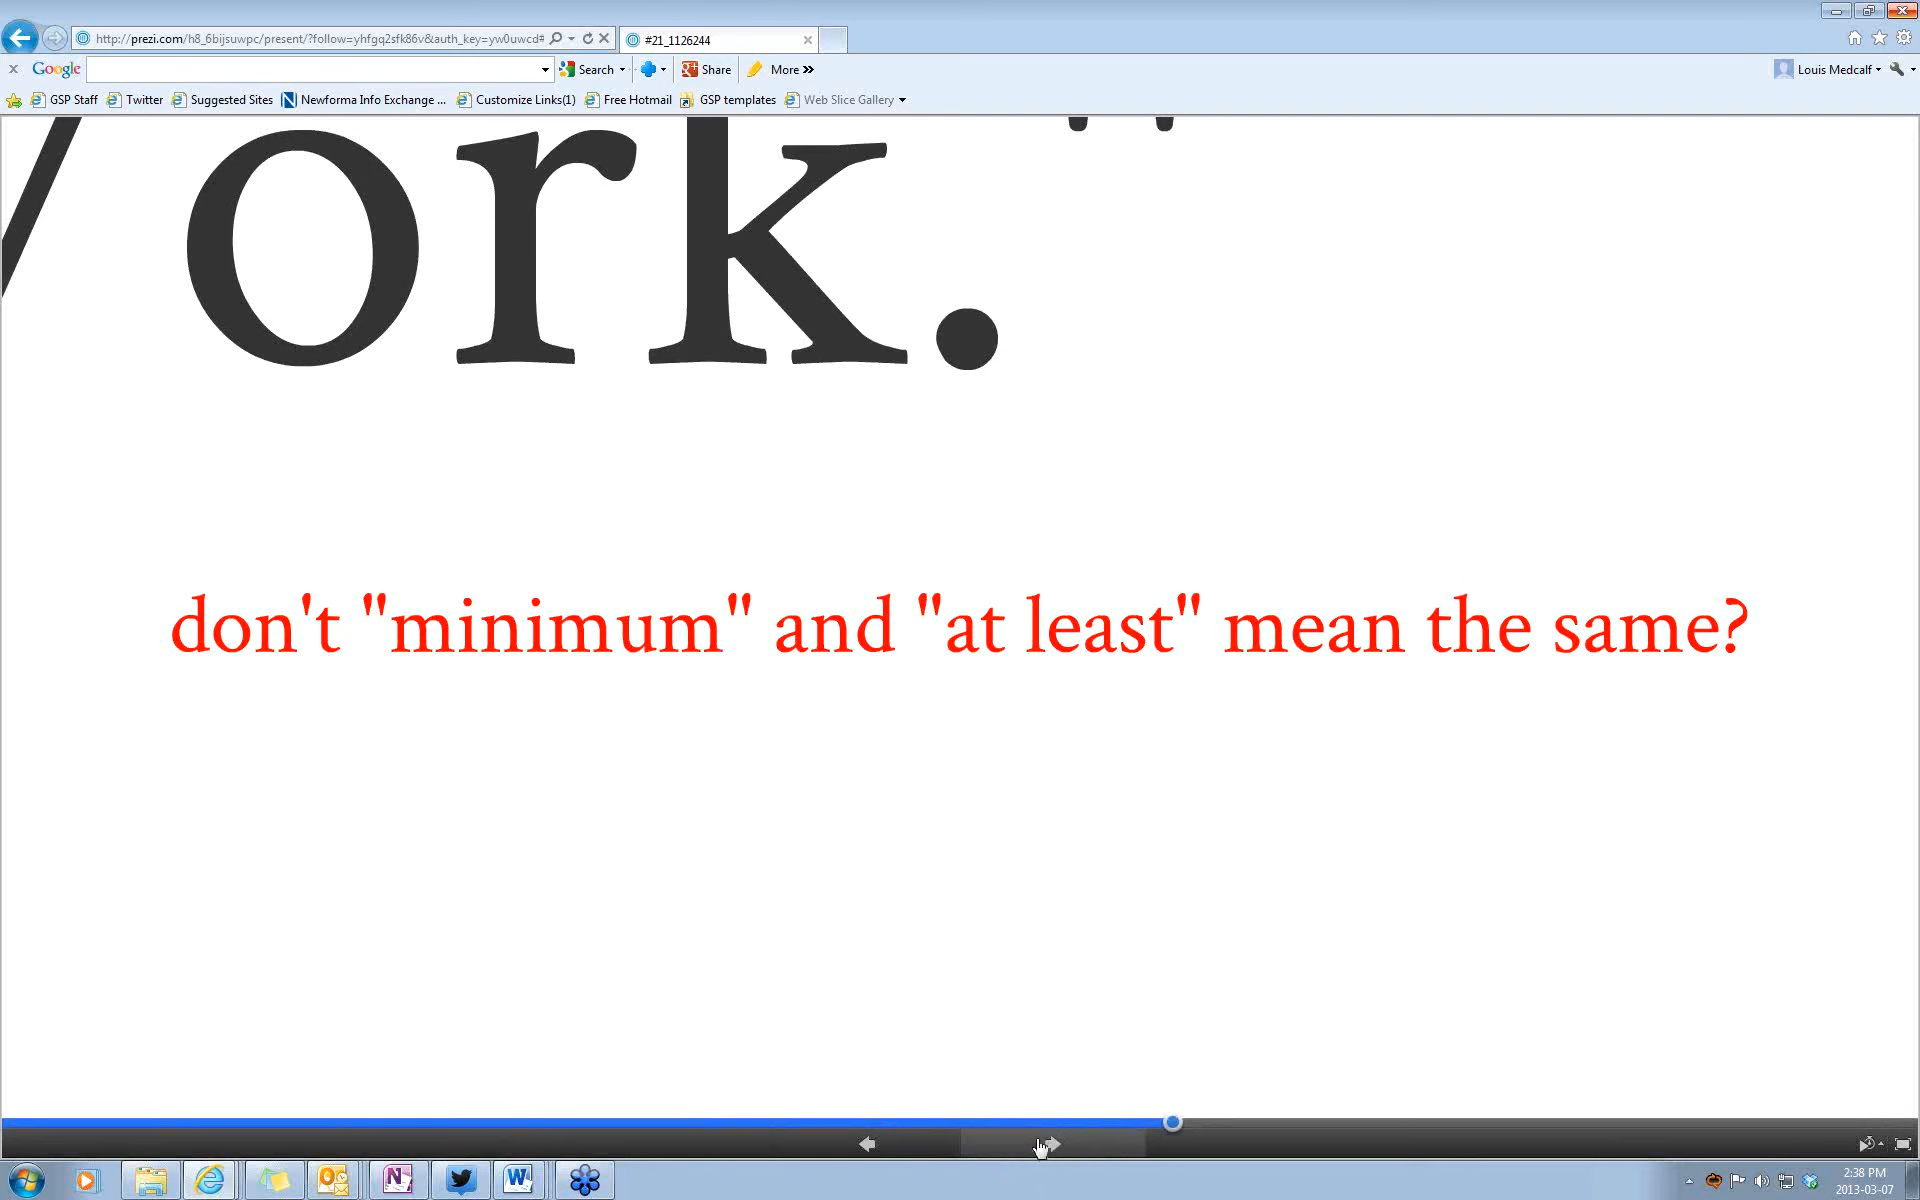 http://prezi.com/h8_6bijsuwpc/present/?follow=yhfgq2sfk86v&auth_key=yw0uwcd#
#21_1126244
Google
Search
Share
More »
Louis Medcalf
GSP Staff
Twitter
Suggested Sites
Newforma Info Exchange ...
Customize Links(1)
Free Hotmail
GSP templates
Web Slice Gallery
ork."
don't "minimum" and "at least" mean the same?
2:38 PM
2013-03-07